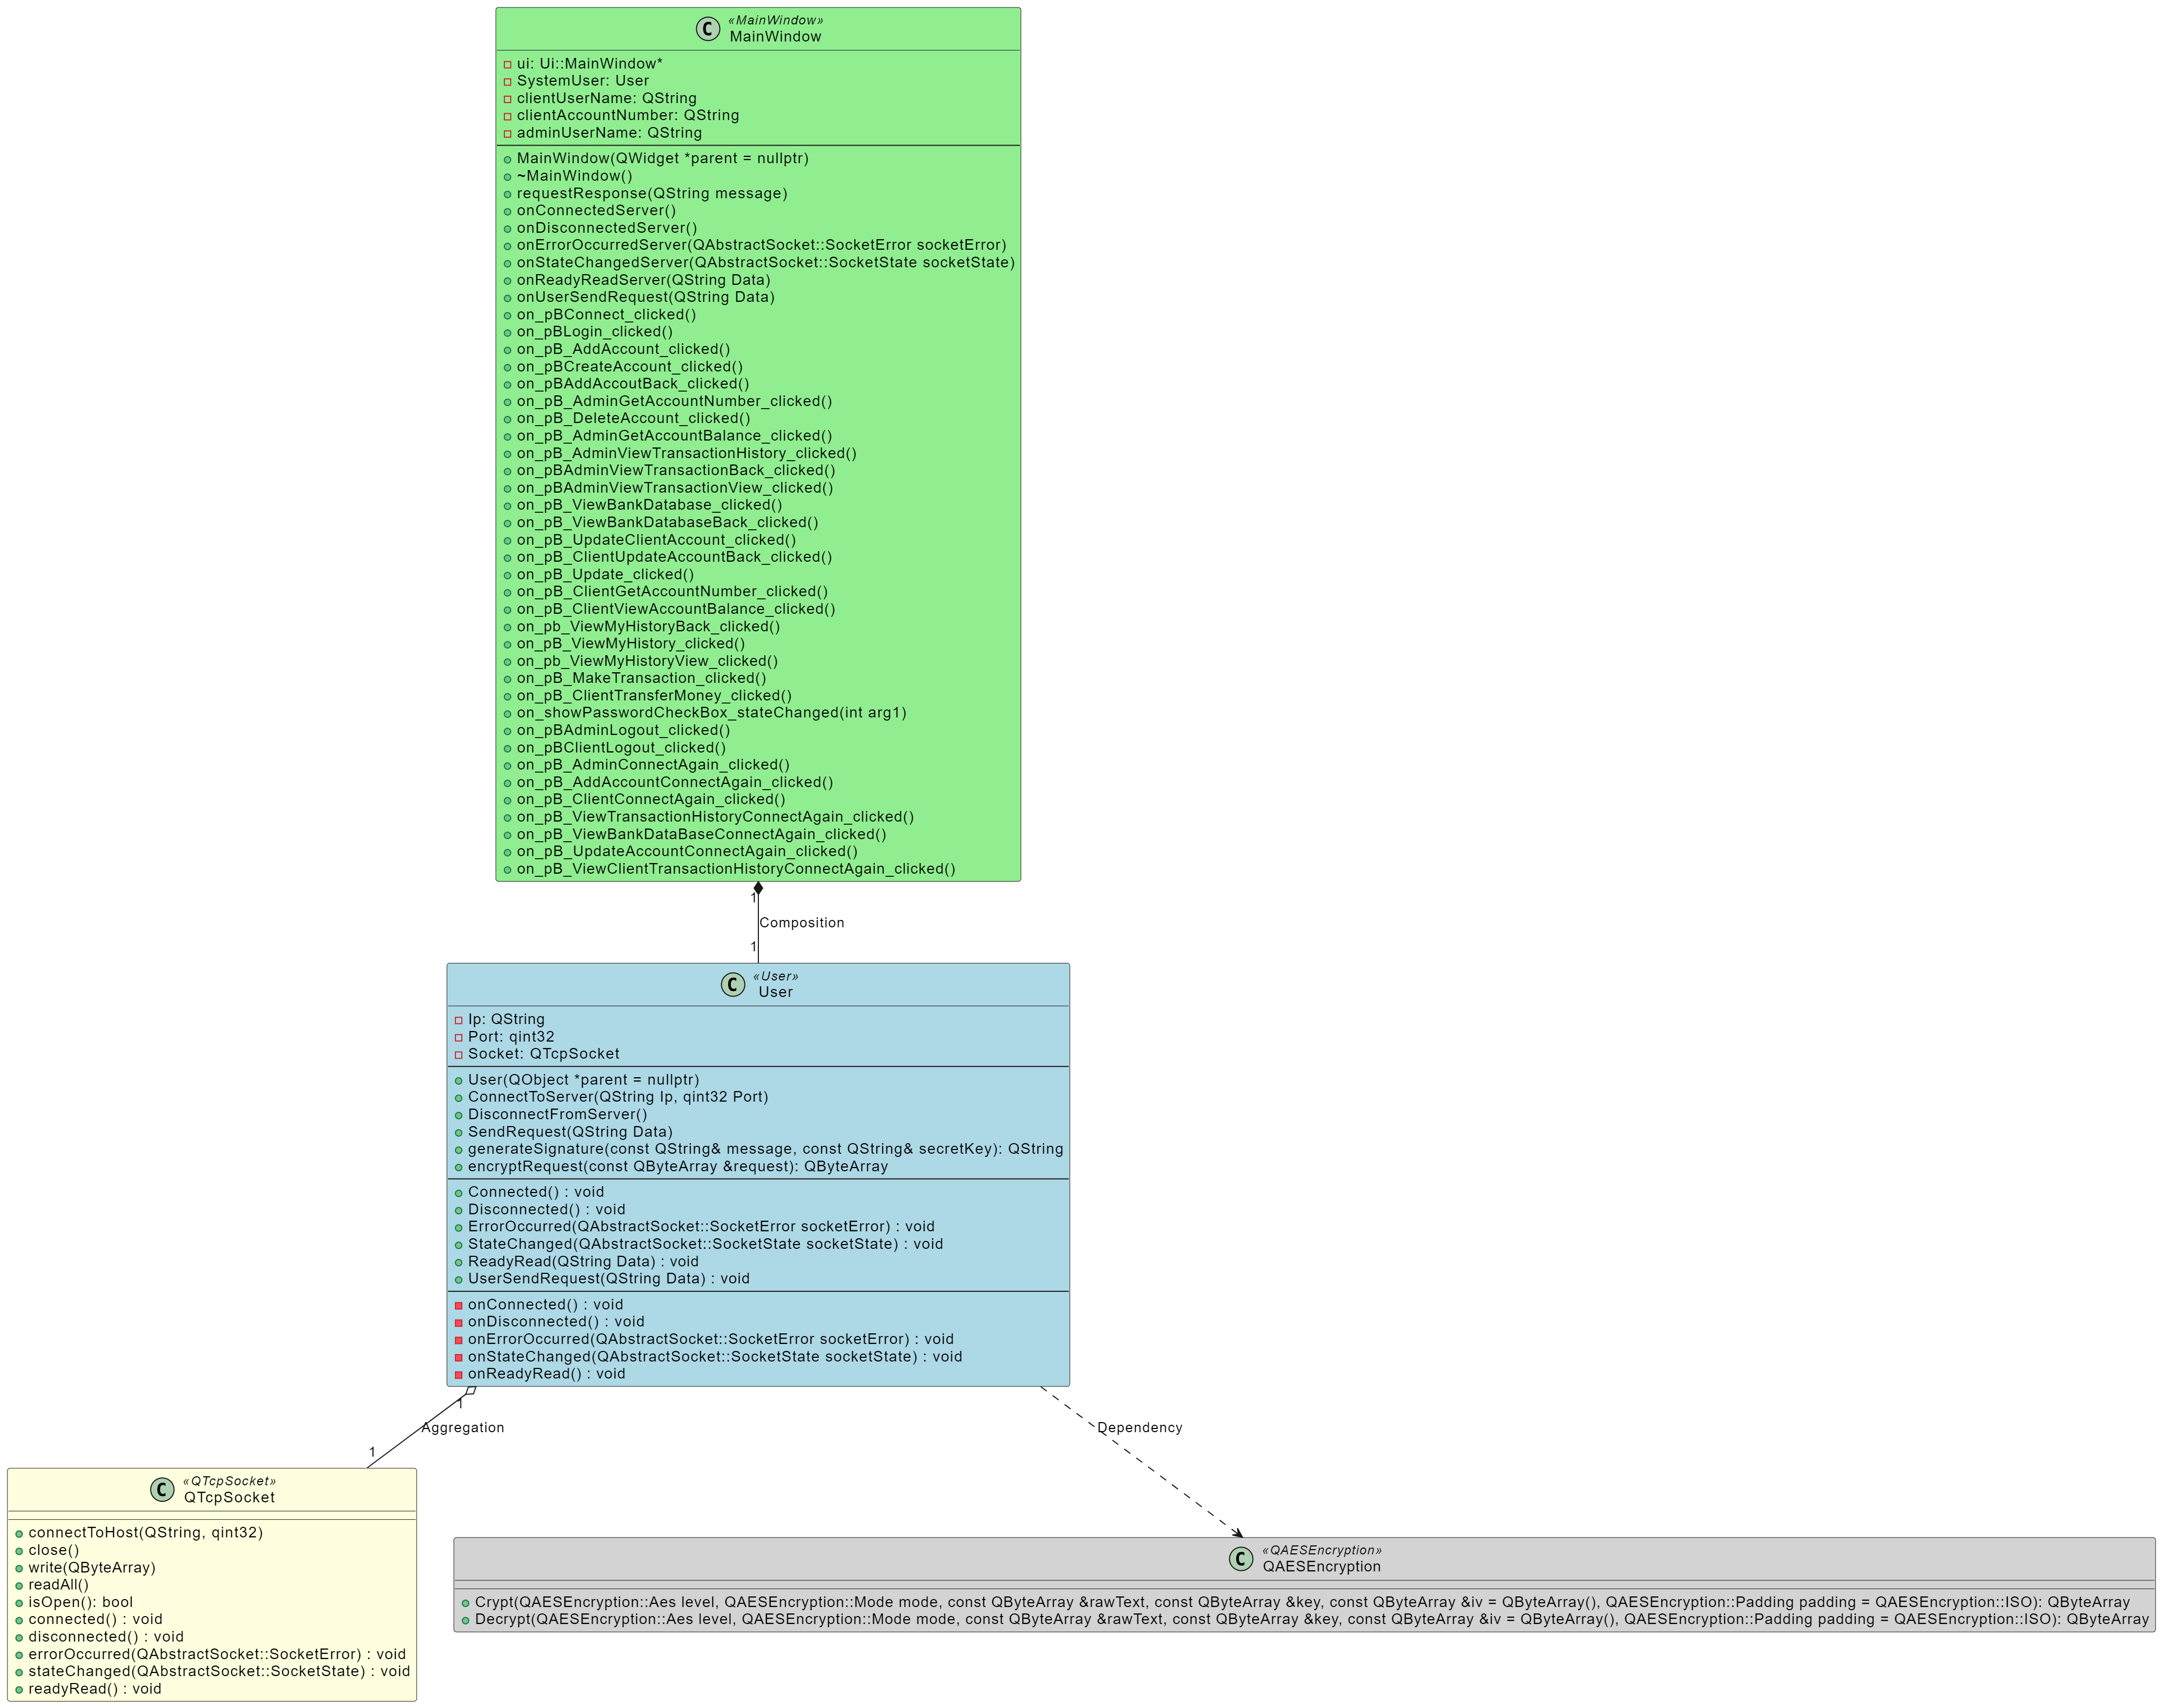 «MainWindow»
MainWindow
ui: Ui::MainWindow*
SystemUser: User
clientUserName: QString
clientAccountNumber: QString
adminUserName: QString
MainWindow(QWidget *parent = nullptr)
~MainWindow()
requestResponse(QString message)
onConnectedServer()
onDisconnectedServer()
onErrorOccurredServer(QAbstractSocket::SocketError socketError)
onStateChangedServer(QAbstractSocket::SocketState socketState)
onReadyReadServer(QString Data)
onUserSendRequest(QString Data)
on_pBConnect_clicked()
on_pBLogin_clicked()
on_pB_AddAccount_clicked()
on_pBCreateAccount_clicked()
on_pBAddAccoutBack_clicked()
on_pB_AdminGetAccountNumber_clicked()
on_pB_DeleteAccount_clicked()
on_pB_AdminGetAccountBalance_clicked()
on_pB_AdminViewTransactionHistory_clicked()
on_pBAdminViewTransactionBack_clicked()
on_pBAdminViewTransactionView_clicked()
on_pB_ViewBankDatabase_clicked()
on_pB_ViewBankDatabaseBack_clicked()
on_pB_UpdateClientAccount_clicked()
on_pB_ClientUpdateAccountBack_clicked()
on_pB_Update_clicked()
on_pB_ClientGetAccountNumber_clicked()
on_pB_ClientViewAccountBalance_clicked()
on_pb_ViewMyHistoryBack_clicked()
on_pB_ViewMyHistory_clicked()
on_pb_ViewMyHistoryView_clicked()
on_pB_MakeTransaction_clicked()
on_pB_ClientTransferMoney_clicked()
on_showPasswordCheckBox_stateChanged(int arg1)
on_pBAdminLogout_clicked()
on_pBClientLogout_clicked()
on_pB_AdminConnectAgain_clicked()
on_pB_AddAccountConnectAgain_clicked()
on_pB_ClientConnectAgain_clicked()
on_pB_ViewTransactionHistoryConnectAgain_clicked()
on_pB_ViewBankDataBaseConnectAgain_clicked()
on_pB_UpdateAccountConnectAgain_clicked()
on_pB_ViewClientTransactionHistoryConnectAgain_clicked()
1
Composition
1
«User»
User
Ip: QString
Port: qint32
Socket: QTcpSocket
User(QObject *parent = nullptr)
ConnectToServer(QString Ip, qint32 Port)
DisconnectFromServer()
SendRequest(QString Data)
generateSignature(const QString& message, const QString& secretKey): QString
encryptRequest(const QByteArray &request): QByteArray
Connected() : void
Disconnected() : void
ErrorOccurred(QAbstractSocket::SocketError socketError) : void
StateChanged(QAbstractSocket::SocketState socketState) : void
ReadyRead(QString Data) : void
UserSendRequest(QString Data) : void
onConnected() : void
onDisconnected() : void
onErrorOccurred(QAbstractSocket::SocketError socketError) : void
onStateChanged(QAbstractSocket::SocketState socketState) : void
onReadyRead() : void
1
Aggregation
1
Dependency
«QTcpSocket»
QTcpSocket
connectToHost(QString, qint32)
close()
write(QByteArray)
readAll()
isOpen(): bool
connected() : void
disconnected() : void
errorOccurred(QAbstractSocket::SocketError) : void
stateChanged(QAbstractSocket::SocketState) : void
readyRead() : void
«QAESEncryption»
QAESEncryption
Crypt(QAESEncryption::Aes level, QAESEncryption::Mode mode, const QByteArray &rawText, const QByteArray &key, const QByteArray &iv = QByteArray(), QAESEncryption::Padding padding = QAESEncryption::ISO): QByteArray
Decrypt(QAESEncryption::Aes level, QAESEncryption::Mode mode, const QByteArray &rawText, const QByteArray &key, const QByteArray &iv = QByteArray(), QAESEncryption::Padding padding = QAESEncryption::ISO): QByteArray